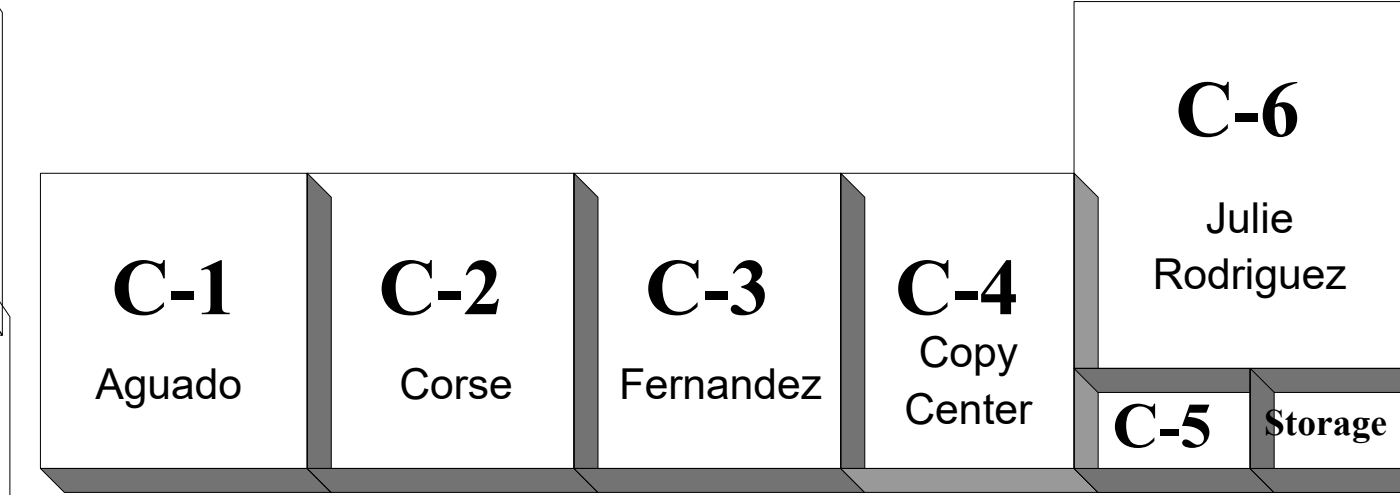 C-1
Aguado
C-2
Corse
C-3
Fernandez
C-4
Copy
Center
C-6
Julie
Rodriguez
C-5
Storage